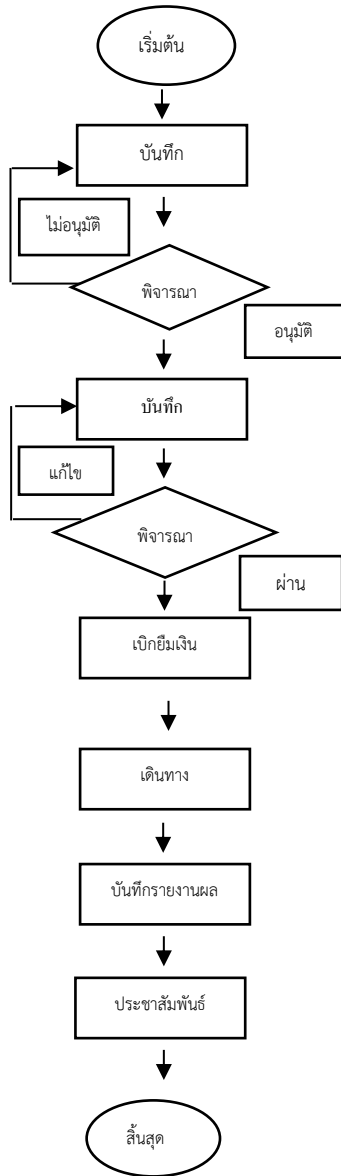 เริ่มต้น
บันทึก
ไม่อนุมัติ
พิจารณา
อนุมัติ
บันทึก
แก้ไข
พิจารณา
ผ่าน
เบิกยืมเงิน
เดินทาง
บันทึกรายงานผล
ประชาสัมพันธ์
สิ้นสุด